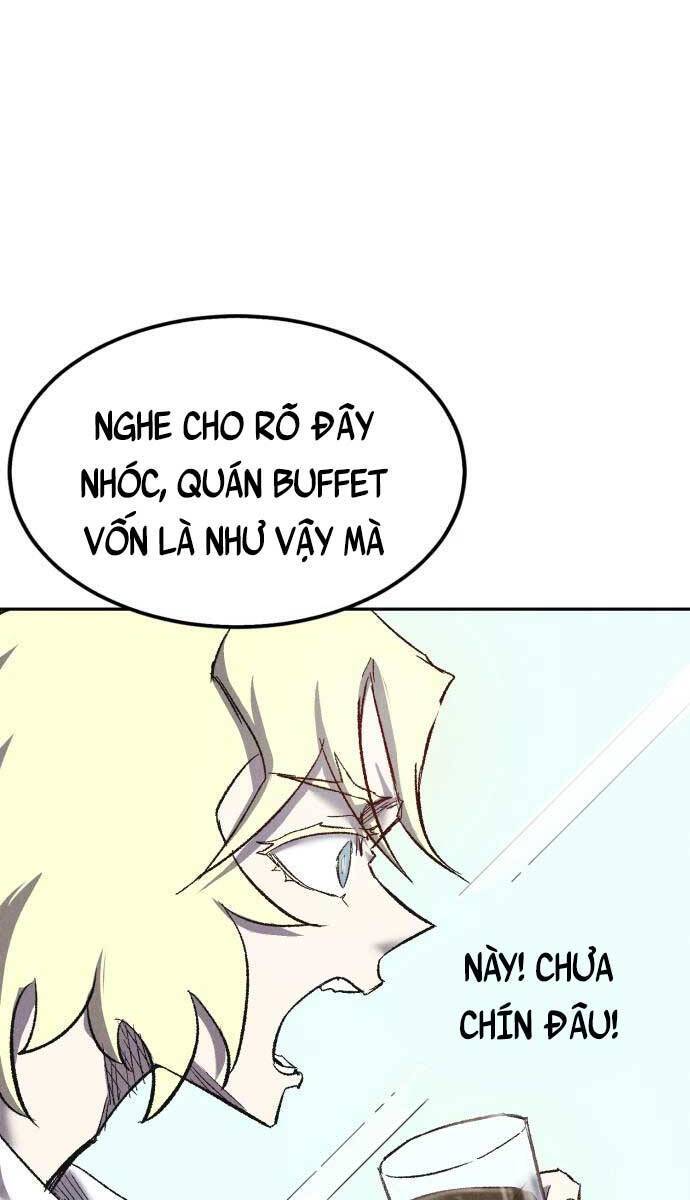 NGHE CHO RÕ ĐÂY
NHÓC, QUÁN BUFFET
VỐN LÀ NHƯ VẬY MÀ
NÀY! CHƯA
CHÍN ĐÂU!